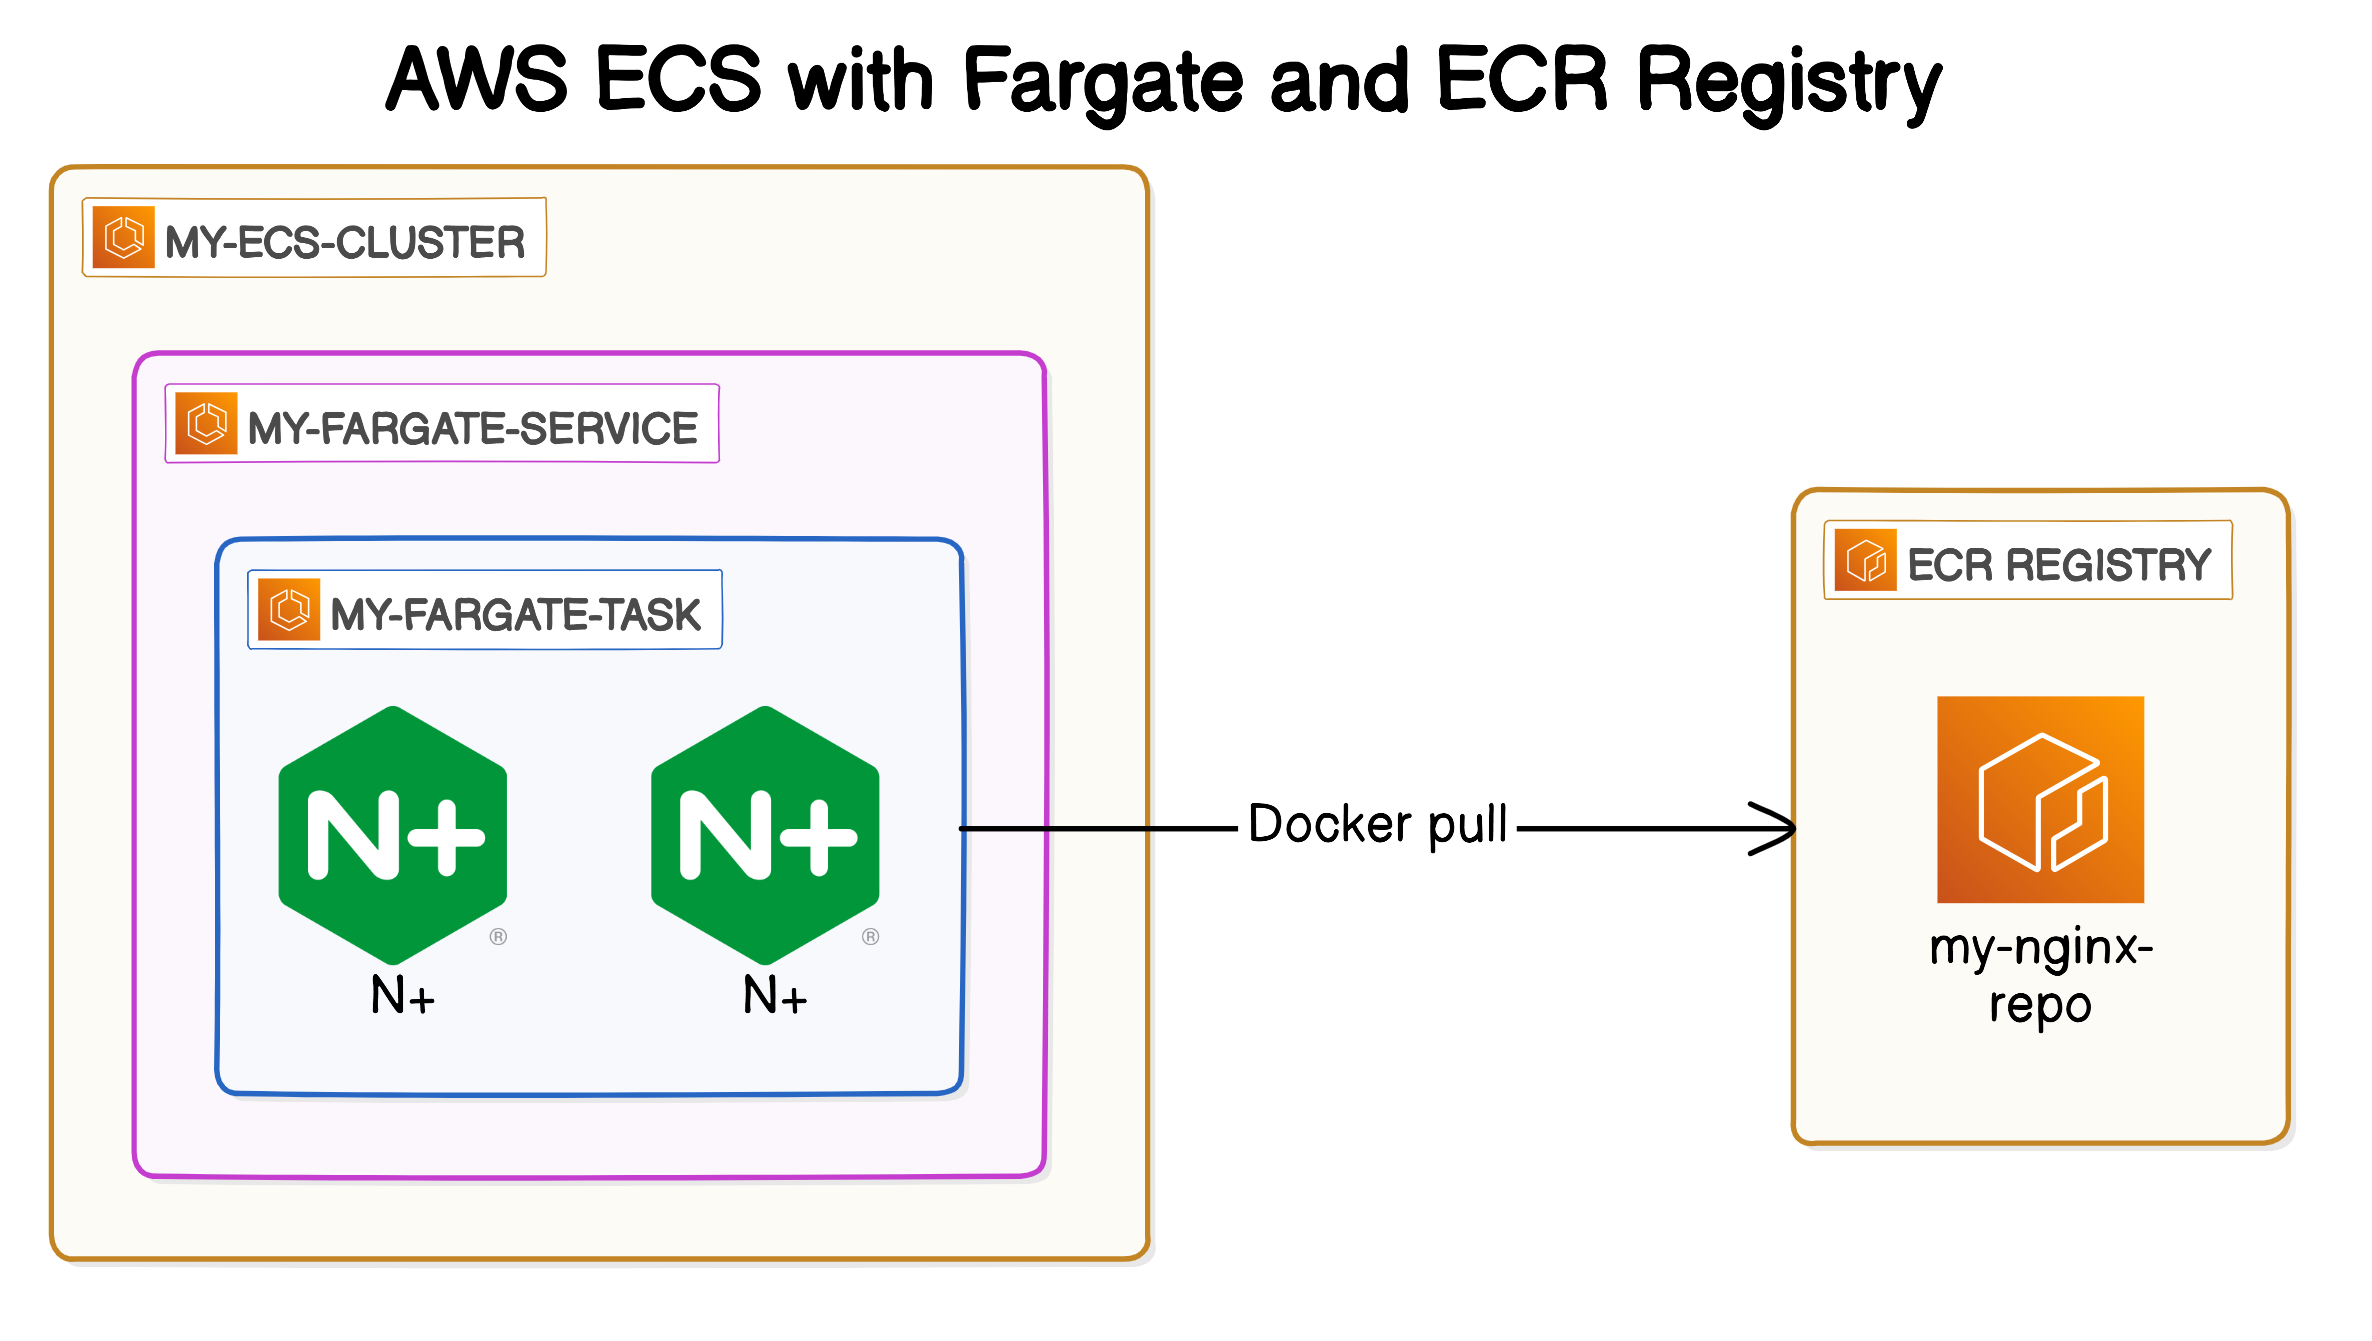 AWS ECS with Fargate and ECR Registry
MY-ECS-CLUSTER
MY-FARGATE-SERVICE
MY-FARGATE-TASK
N+ ®
N+ ®
N+
N+
Docker pull
ECR REGISTRY
my-nginx-
repo